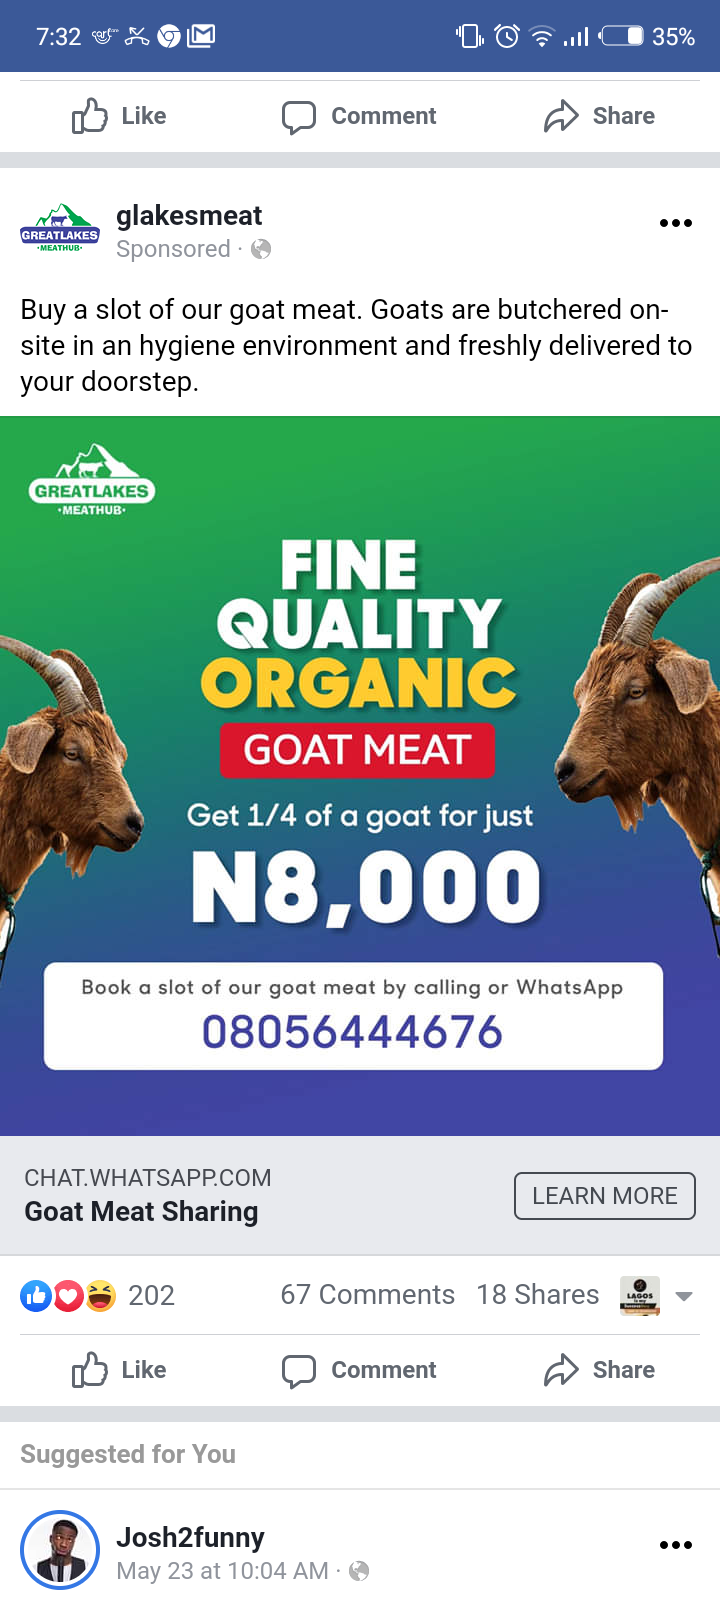 7:32
35%
Like Comment Share
GREATLAKES
·MEATHUB·
glakesmeat
Sponsored ·
Buy a slot of our goat meat. Goats are butchered on-
site in an hygiene environment and freshly delivered to
your doorstep.
GREATLAKES
·MEATHUB·
FINE
QUALITY
ORGANIC
GOAT MEAT
Get 1/4 of a goat for just
N8,000
Book a slot of our goat meat by calling or WhatsApp
08056444676
CHAT.WHATSAPP.COM
Goat Meat Sharing
LEARN MORE
202 67 Comments 18 Shares
LAGOS
Like Comment Share
Suggested for You
Josh2funny
May 23 at 10:04 AM ·